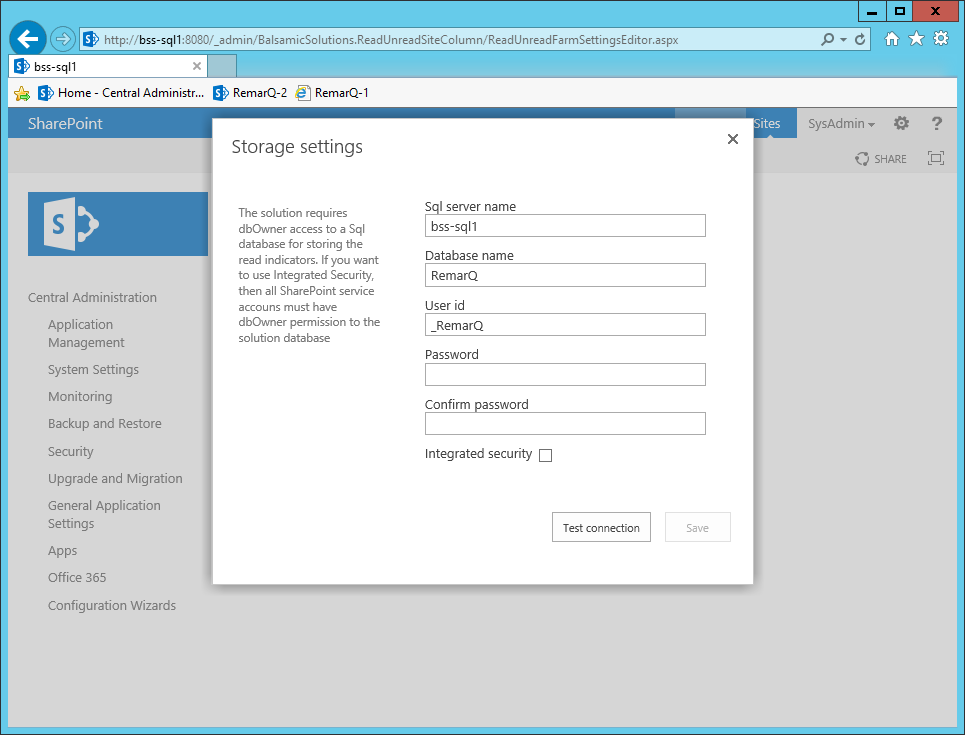 http://bss-sql1:8080/_admin/BalsamicSolutions.ReadUnreadSiteColumn/ReadUnreadFarmSettingsEditor.aspx
bss-sql1
Home - Central Administr... RemarQ-2 RemarQ-1
SharePoint
Sites SysAdmin ?
SHARE
S
Central Administration
Application
Management
System Settings
Monitoring
Backup and Restore
Security
Upgrade and Migration
General Application
Settings
Apps
Office 365
Configuration Wizards
Storage settings
The solution requires
dbOwner access to a Sql
database for storing the
read indicators. If you want
to use Integrated Security,
then all SharePoint service
accouns must have
dbOwner permission to the
solution database
Sql server name
bss-sql1
Database name
RemarQ
User id
_RemarQ
Password
Confirm password
Integrated security
Test connection Save